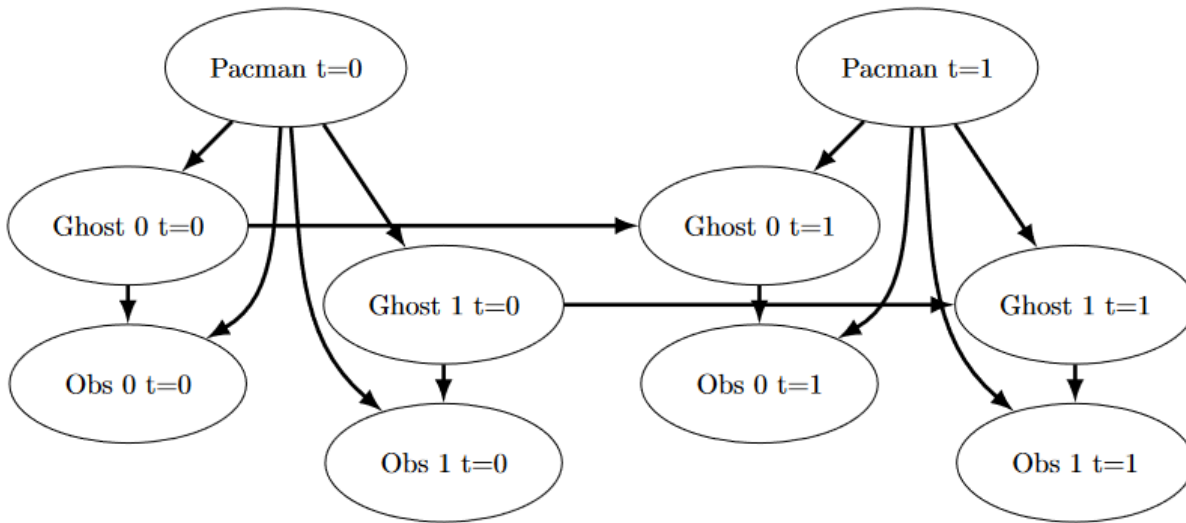 Pacman t=0
Pacman t=1
Ghost 0 t=0
Ghost 0 t=1
Ghost 1 t=0
Ghost 1 t=1
Obs 0 t=0
Obs 0 t=1
Obs 1 t=0
Obs 1 t=1